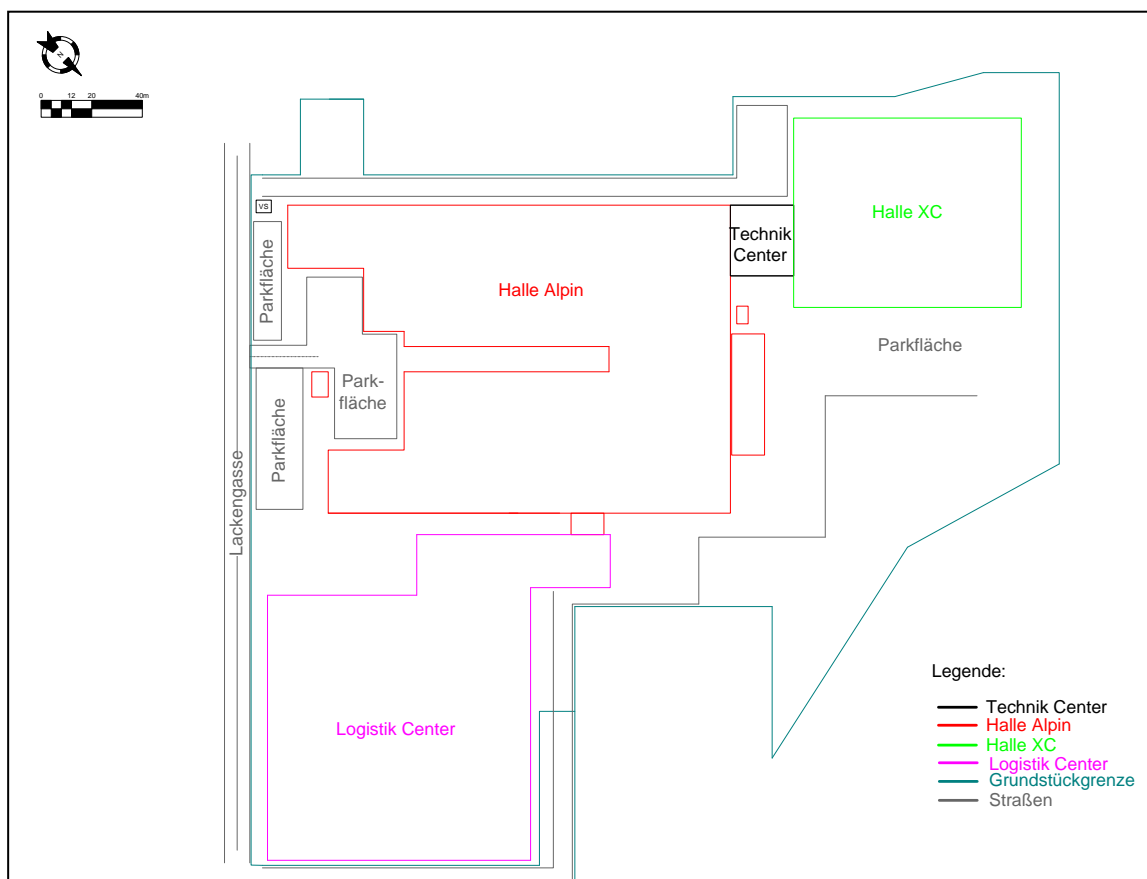 N
0 12 20 40m
VS
Parkfläche
Halle XC
Technik
Center
Halle Alpin
Parkfläche
Park-
fläche
Parkfläche
Lackengasse
Logistik Center
Legende:
Technik Center
Halle Alpin
Halle XC
Logistik Center
Grundstückgrenze
Straßen